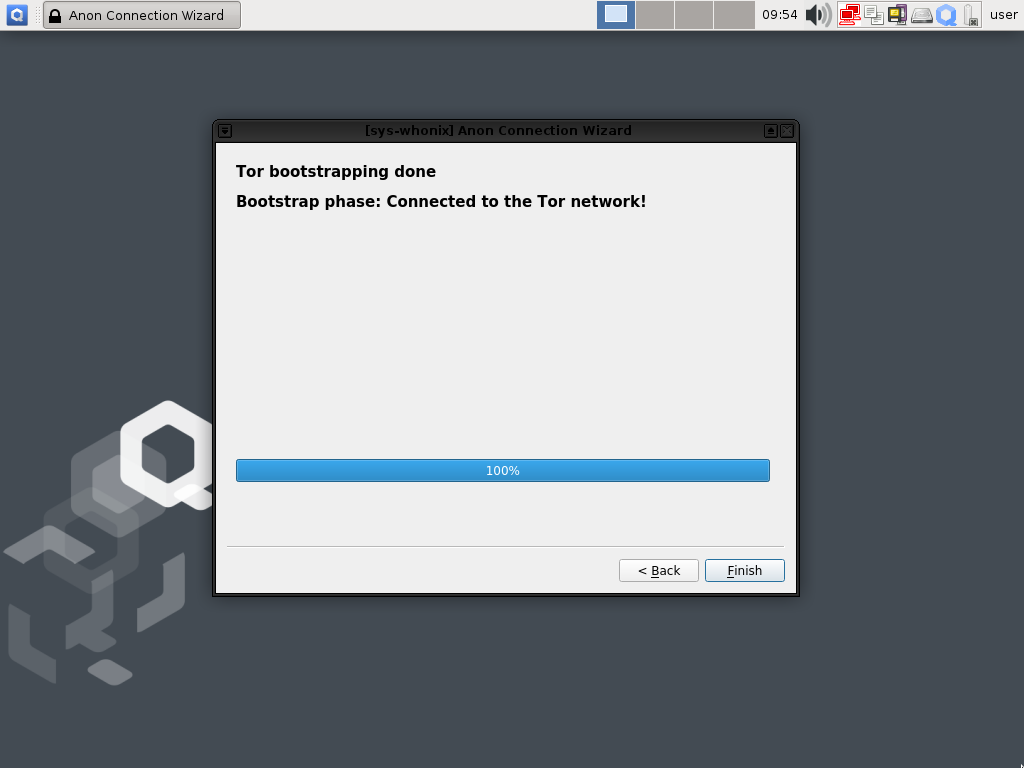 Anon Connection Wizard
09:54
user
[sys-whonix] Anon Connection Wizard
Tor bootstrapping done
Bootstrap phase: Connected to the Tor network!
100%
< Back
Finish